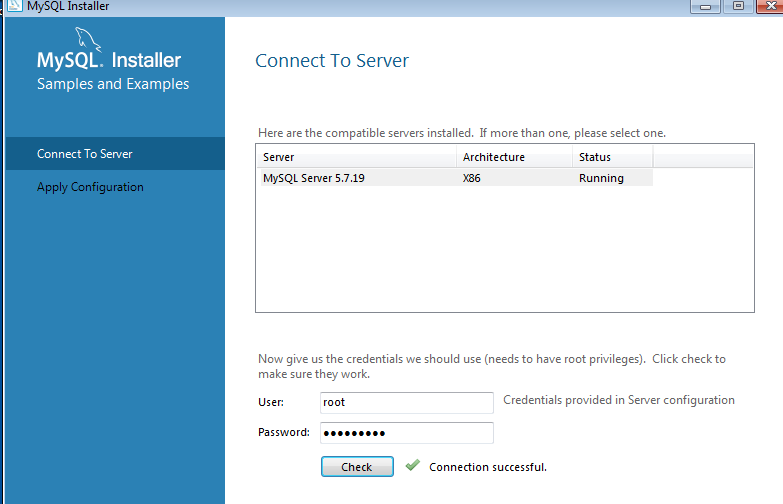 MySQL Installer
MySQL. Installer
Samples and Examples
Connect To Server
Apply Configuration
Connect To Server
Here are the compatible servers installed. If more than one, please select one.
Server Architecture Status
MySQL Server 5.7.19 X86 Running
Now give us the credentials we should use (needs to have root privileges). Click check to
make sure they work.
User: root Credentials provided in Server configuration
Password: ●●●●●●●●●
Check Connection successful.